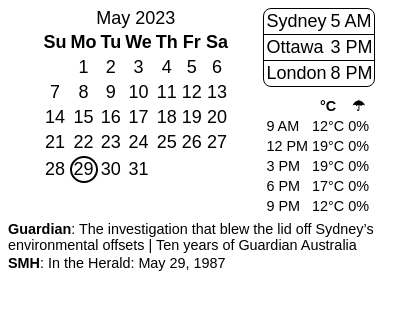 May 2023
Su Mo Tu We Th Fr Sa
1 2 3 4 5 6
7 8 9 10 11 12 13
14 15 16 17 18 19 20
21 22 23 24 25 26 27
28 29 30 31
Sydney 5 AM
Ottawa 3 PM
London 8 PM
°C ☂
9 AM 12°C 0%
12 PM 19°C 0%
3 PM 19°C 0%
6 PM 17°C 0%
9 PM 12°C 0%
Guardian: The investigation that blew the lid off Sydney’s
environmental offsets | Ten years of Guardian Australia
SMH: In the Herald: May 29, 1987